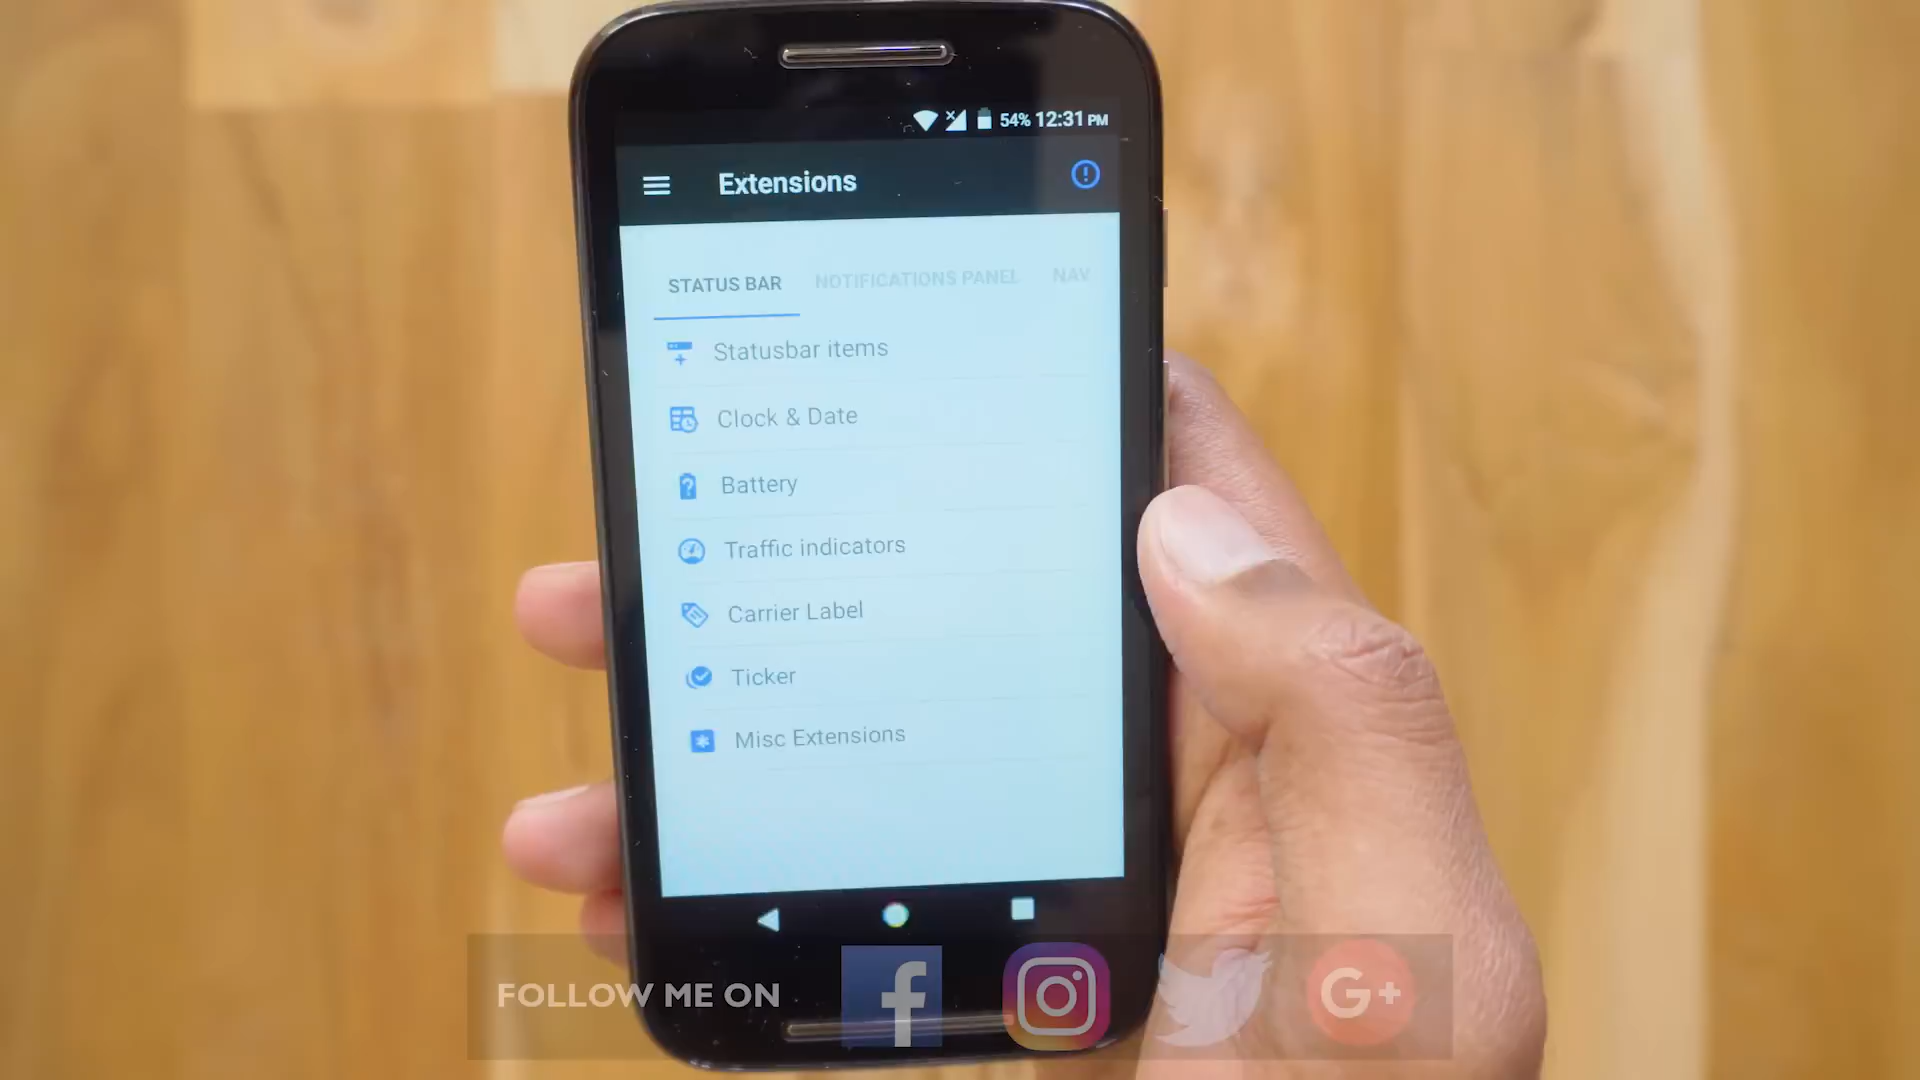 54% 12:31 PM
Extensions
STATUS BAR NOTIFICATIONS PANEL NAV
Statusbar items
Clock & Date
Battery
Traffic indicators
Carrier Label
Ticker
Misc Extensions
FOLLOW ME ON f G+